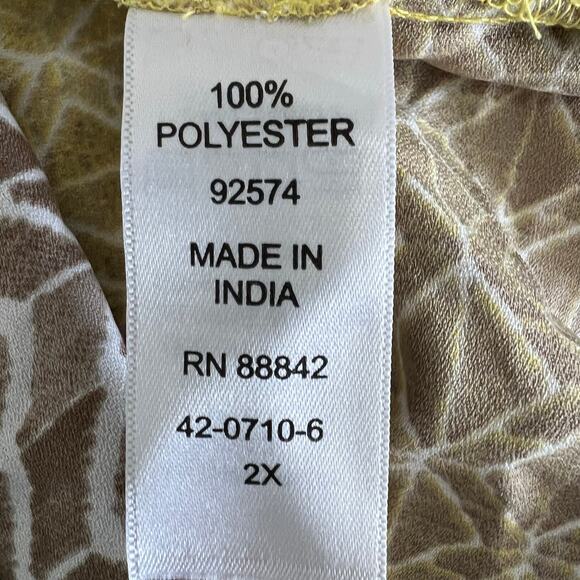 100%
POLYESTER
92574
MADE IN
INDIA
RN 88842
42-0710-6
2X